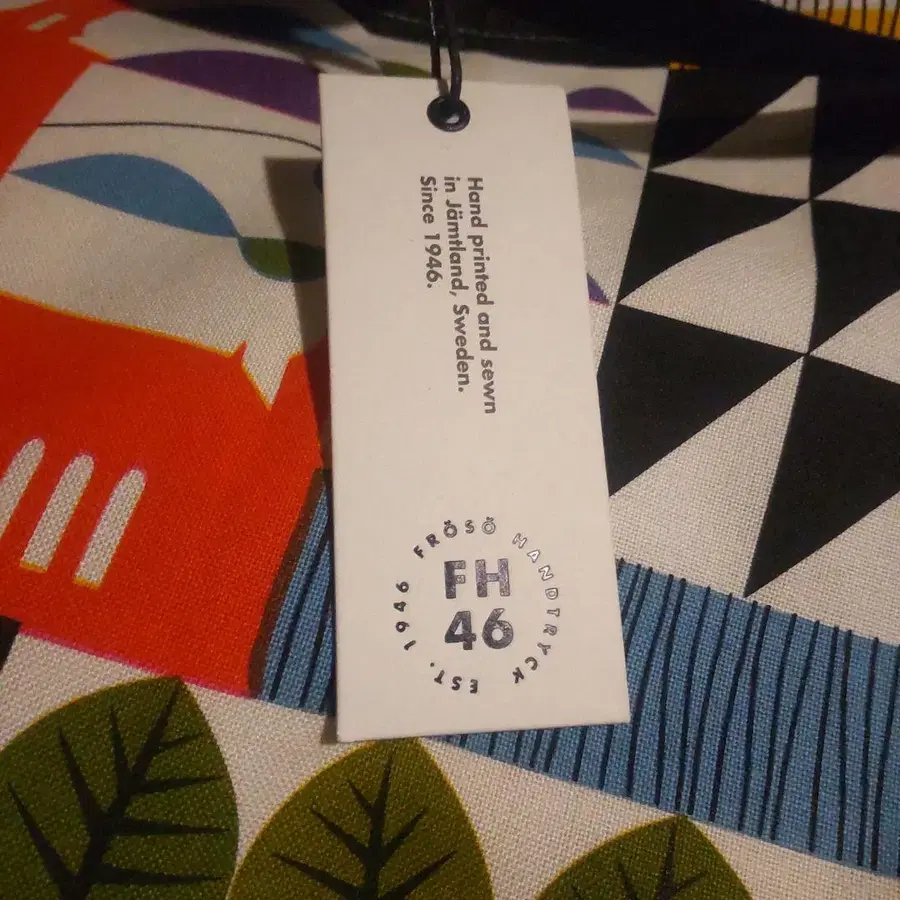 Hand printed and sewn
in Jämtland, Sweden.
Since 1946.
FRÖSÖ HANDTRYCK EST. 1946
FH
46